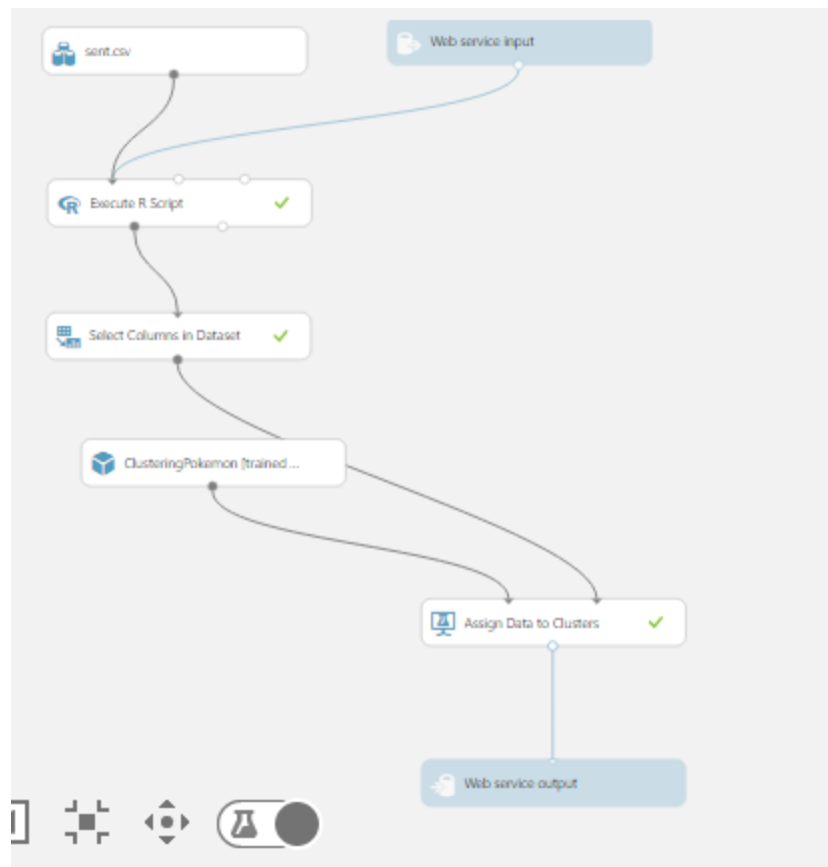 sent.csv
Web service input
R Execute R Script
Select Columns in Dataset
ClusteringPokemon [trained ...
Assign Data to Clusters
Web service output